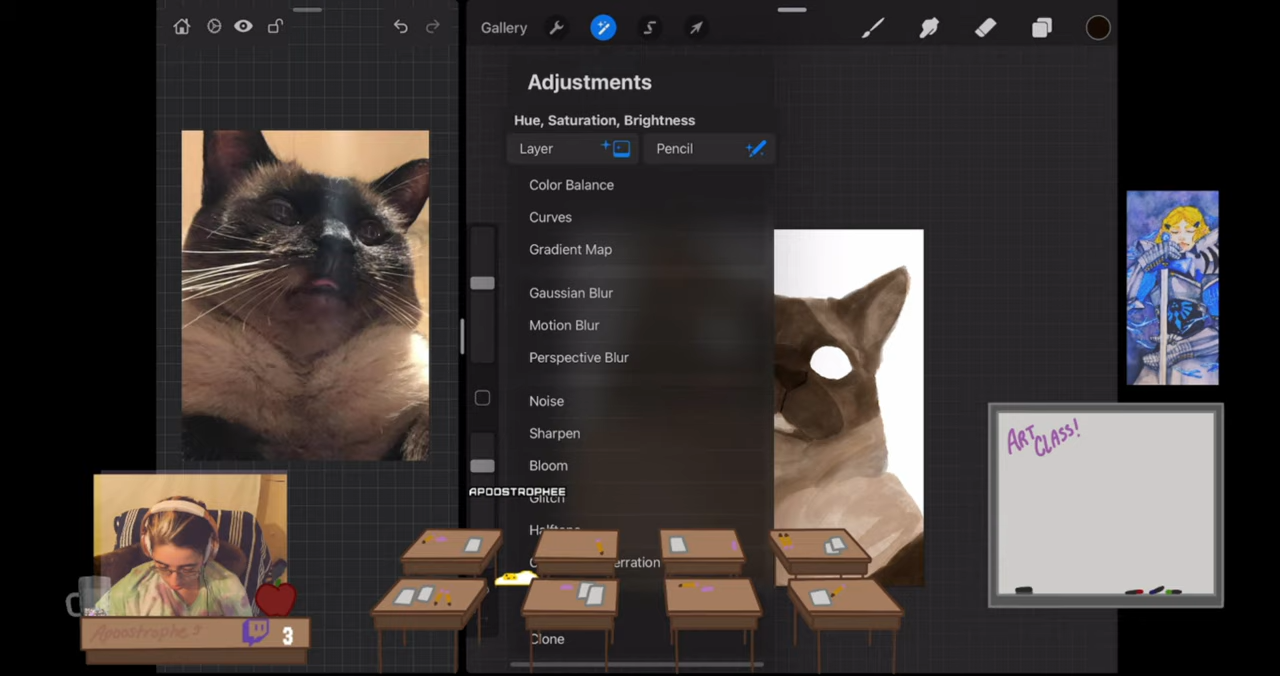 Gallery
Adjustments
Hue, Saturation, Brightness
Layer
Pencil
Color Balance
Curves
Gradient Map
Gaussian Blur
Motion Blur
Perspective Blur
Noise
Sharpen
Bloom
APOOSTROPHEE
Glitch
Clone
ART
CLASS!
3